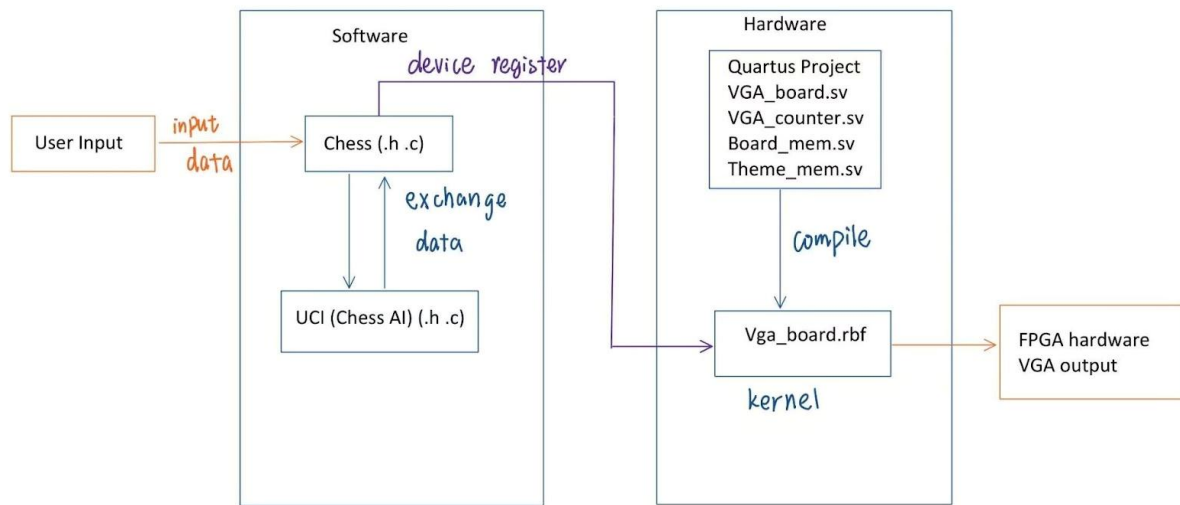 Software
Hardware
device register
Quartus Project
VGA_board.sv
VGA_counter.sv
Board_mem.sv
Theme_mem.sv
User Input
input
data
Chess (.h .c)
exchange
data
compile
UCI (Chess AI) (.h .c)
Vga_board.rbf
kernel
FPGA hardware
VGA output